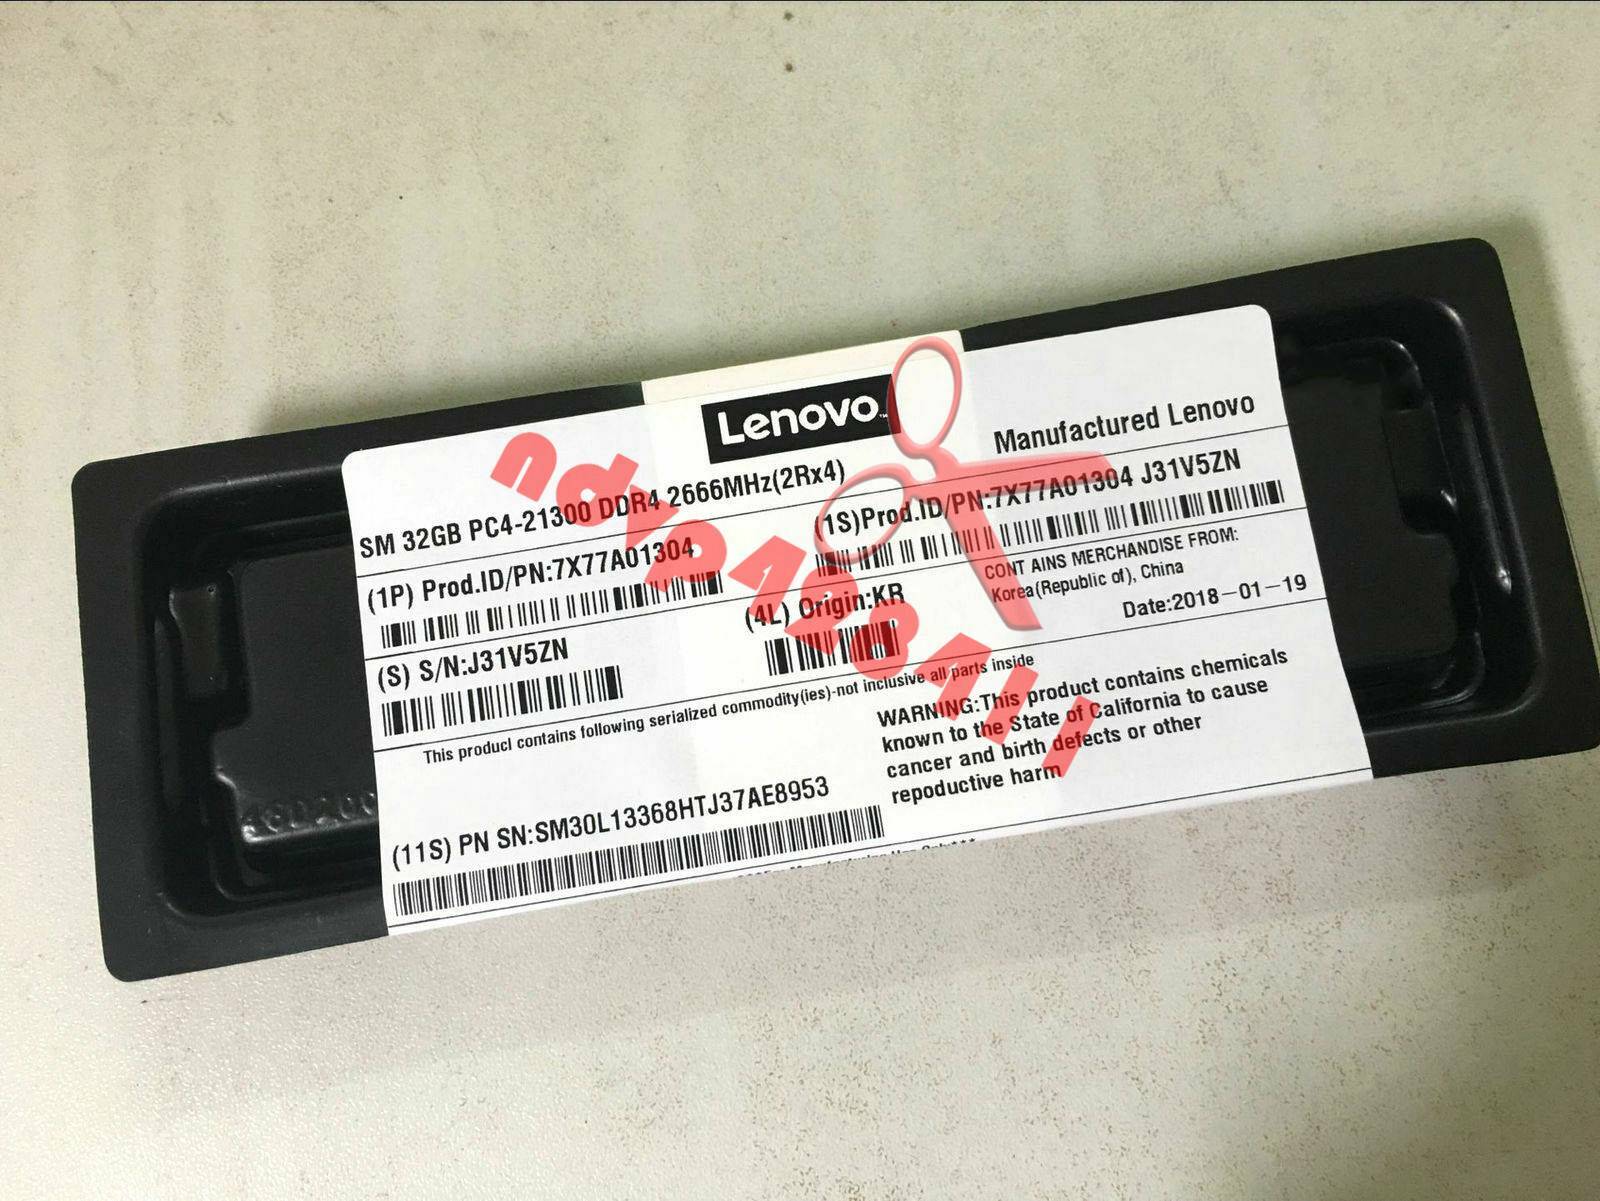 Lenovo
Manufactured Lenovo
SM 32GB PC4-21300 DDR4 2666MHz(2Rx4)
(1P) Prod.ID/PN:7X77A01304
(1S)Prod.ID/PN:7X77A01304 J31V5ZN
(S) S/N:J31V5ZN
(4L) Origin:KR
CONT AINS MERCHANDISE FROM:
Korea(Republic of), China
Date:2018-01-19
This product contains following serialized commodity(ies)-not inclusive all parts inside
WARNING:This product contains chemicals
known to the State of California to cause
cancer and birth defects or other
reproductive harm
(11S) PN SN:SM30L13368HTJ37AE8953